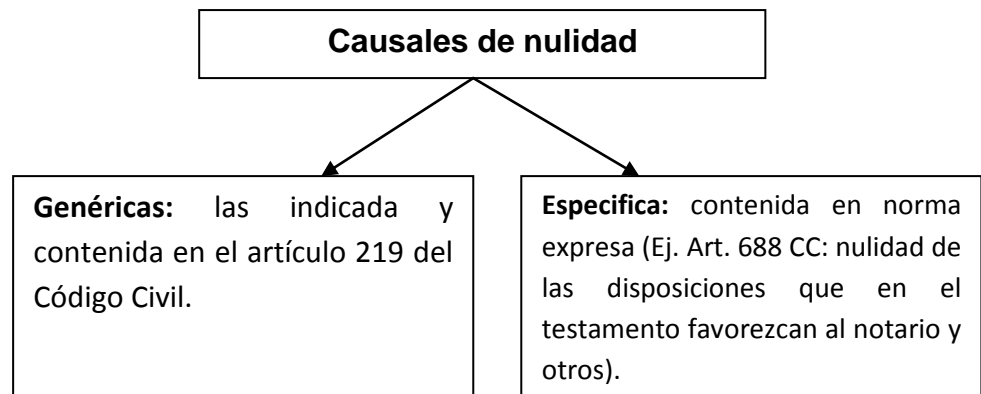 Causales de nulidad
Genéricas: las indicada y
contenida en el artículo 219 del
Código Civil.
Especifica: contenida en norma
expresa (Ej. Art. 688 CC: nulidad de
las disposiciones que en el
testamento favorezcan al notario y
otros).